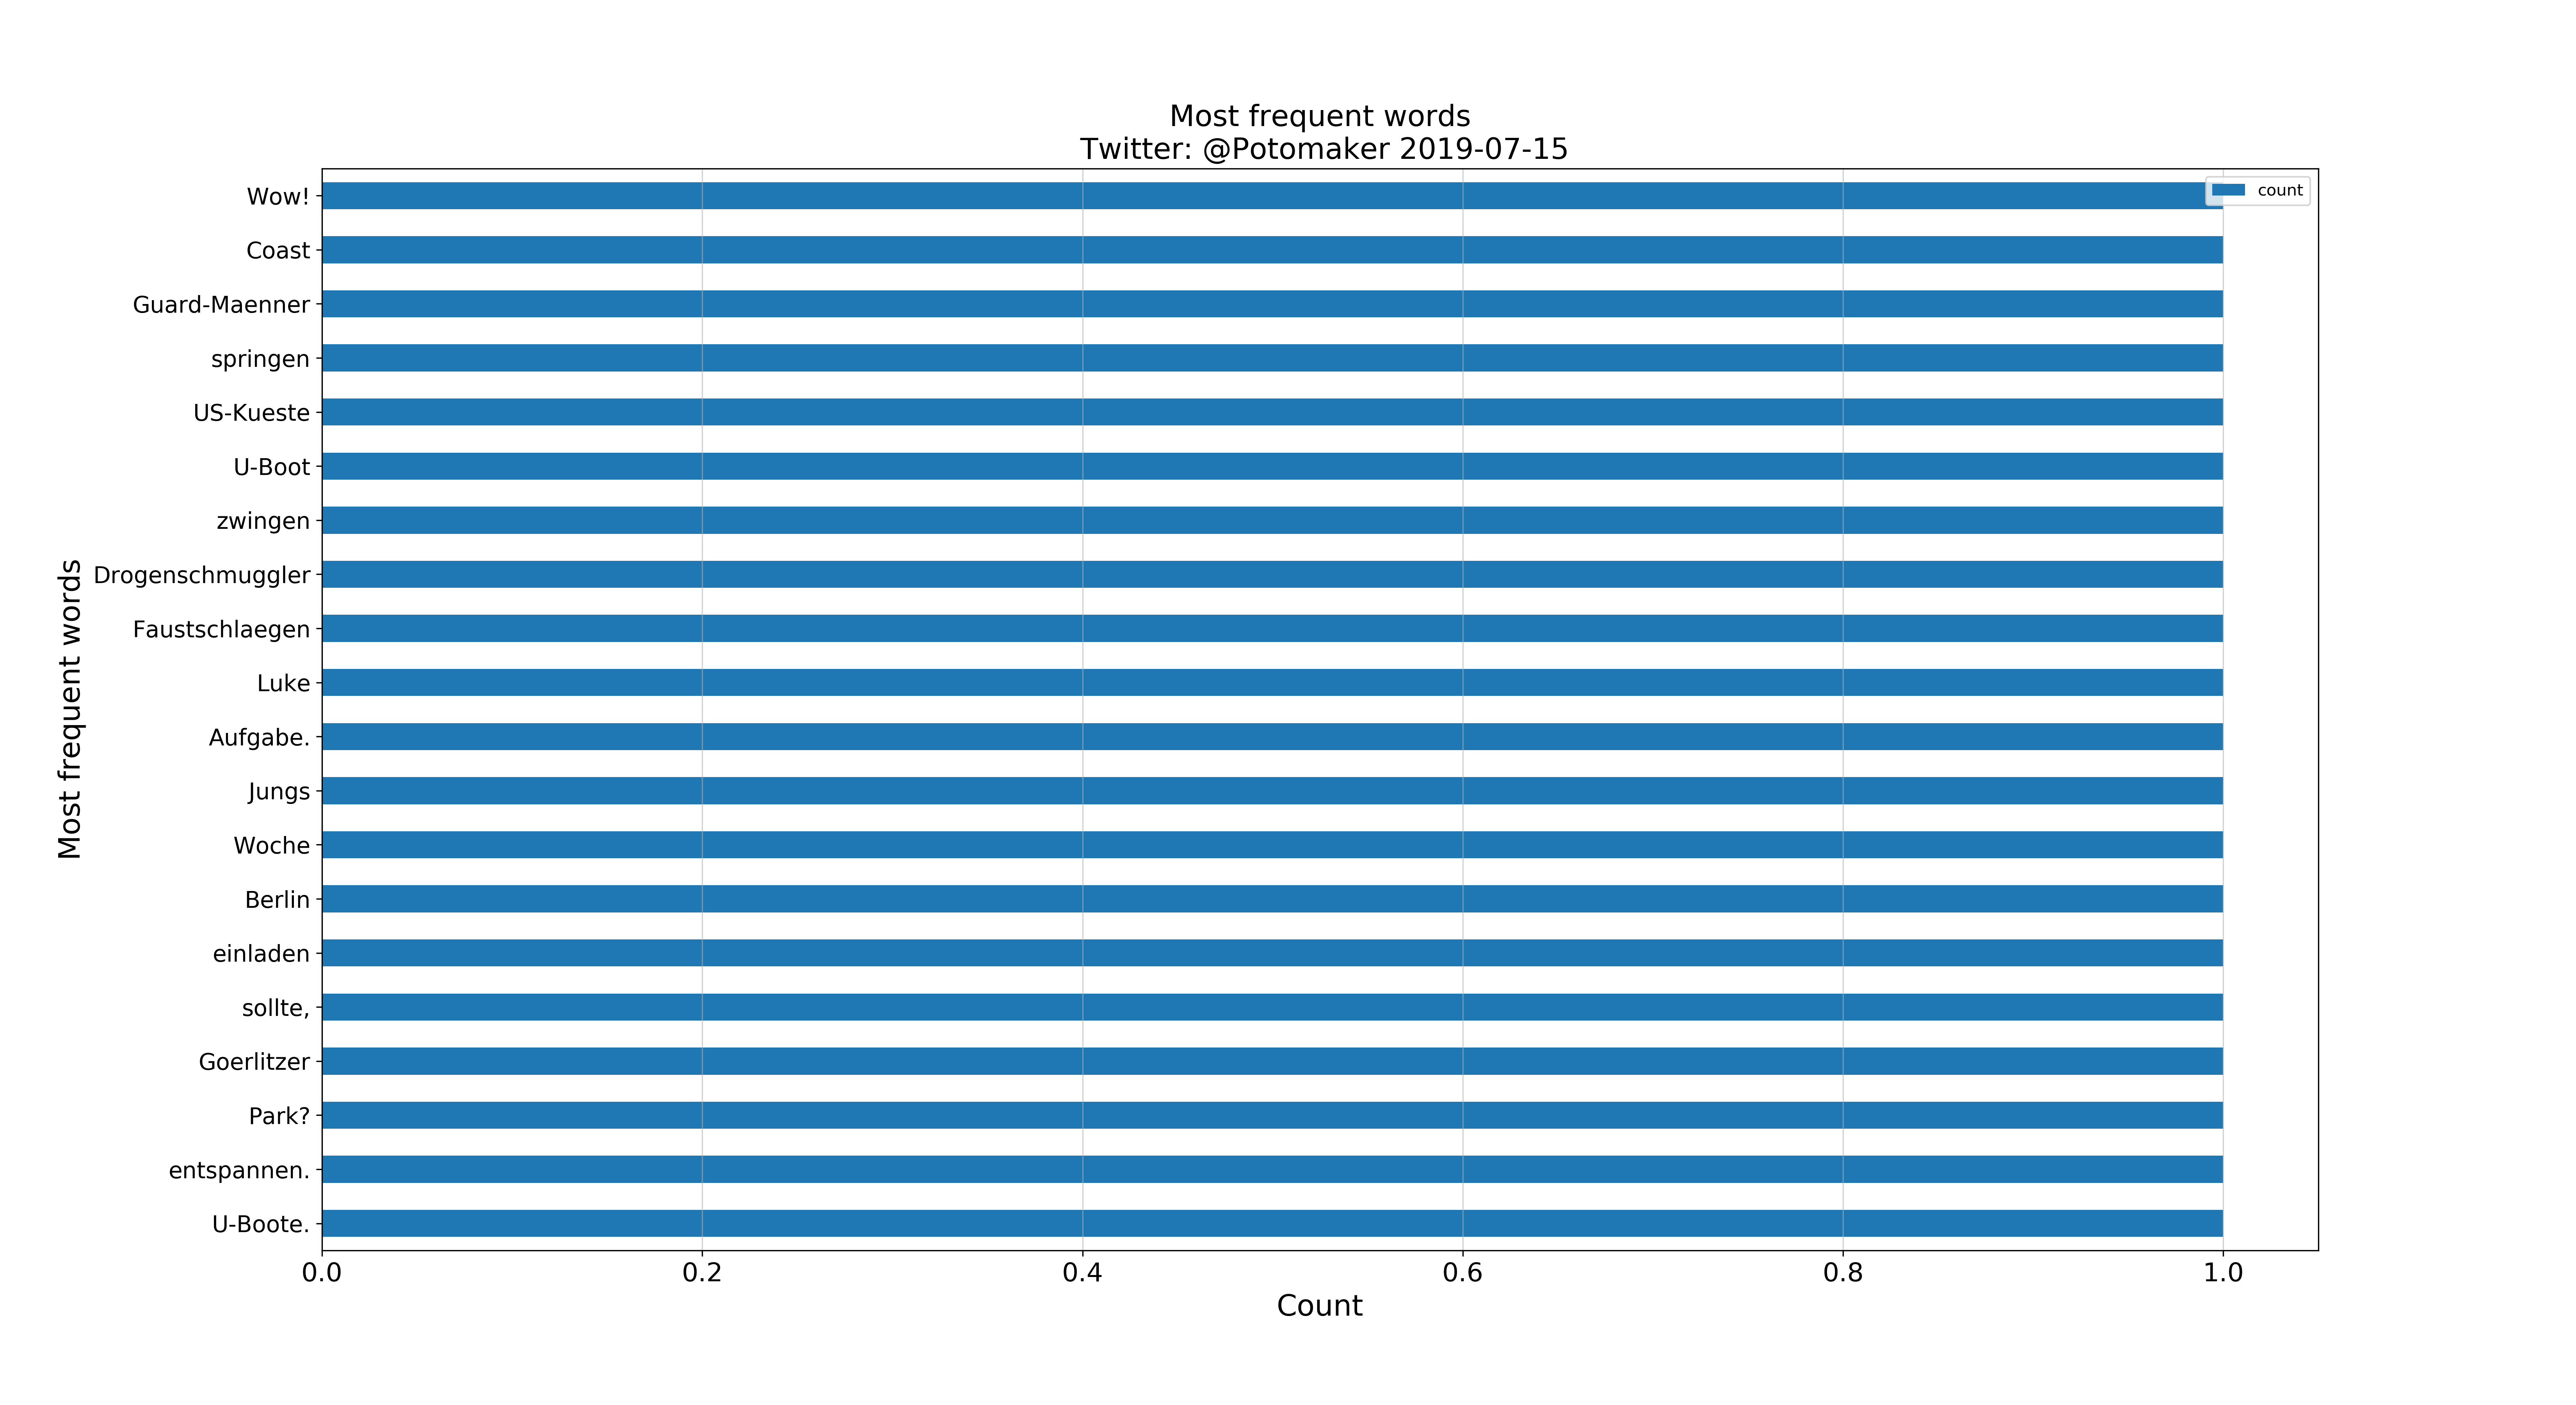 Most frequent words
Twitter: @Potomaker 2019-07-15
count
Wow!
Coast
Guard-Maenner
springen
US-Kueste
U-Boot
zwingen
Drogenschmuggler
Faustschlaegen
Luke
Aufgabe.
Jungs
Woche
Berlin
einladen
sollte,
Goerlitzer
Park?
entspannen.
U-Boote.
Most frequent words
0.0 0.2 0.4 0.6 0.8 1.0
Count